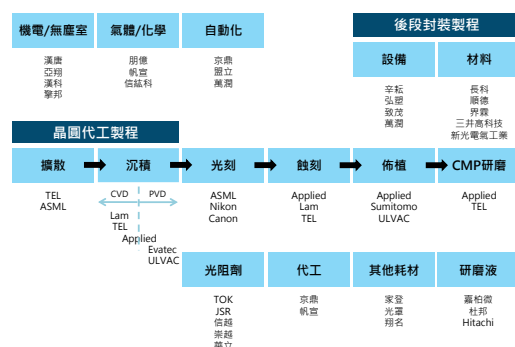 機電/無塵室
漢唐
亞翔
漢科
擎邦
氣體/化學
朋億
帆宣
信紘科
自動化
京鼎
盟立
萬潤
後段封裝製程
設備
辛耘
弘塑
致茂
萬潤
材料
長科
順德
界霖
三井高科技
新光電氣工業
晶圓代工製程
擴散
TEL
ASML
沉積
CVD
PVD
Lam
TEL
Applied
Evatec
ULVAC
光刻
ASML
Nikon
Canon
蝕刻
Applied
Lam
TEL
佈植
Applied
Sumitomo
ULVAC
CMP研磨
Applied
TEL
光阻劑
TOK
JSR
信越
崇越
華立
代工
京鼎
帆宣
其他耗材
家登
光罩
翔名
研磨液
嘉柏微
杜邦
Hitachi